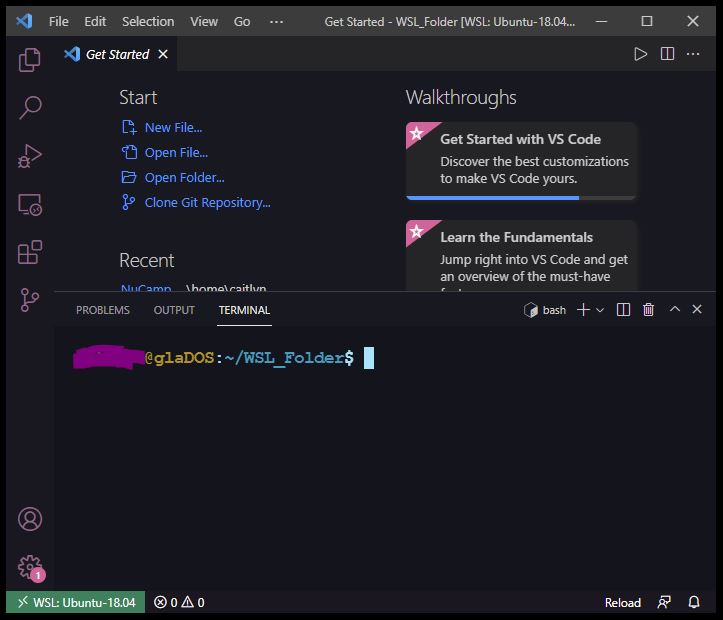 File Edit Selection View Go ··· Get Started - WSL_Folder [WSL: Ubuntu-18.04...
Get Started
Start
New File...
Open File...
Open Folder...
Clone Git Repository...
Recent
NuCamp \home\caitlyn
Walkthroughs
Get Started with VS Code
Discover the best customizations
to make VS Code yours.
Learn the Fundamentals
Jump right into VS Code and get
an overview of the must-have
PROBLEMS OUTPUT TERMINAL bash
@glaDOS:~/WSL_Folder$
1
WSL: Ubuntu-18.04 0 0 Reload